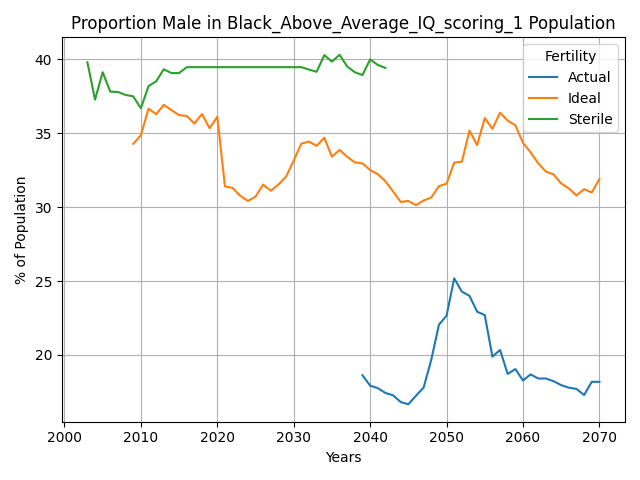 Proportion Male in Black_Above_Average_IQ_scoring_1 Population
% of Population
40
35
30
25
20
Fertility
Actual
Ideal
Sterile
2000 2010 2020 2030 2040 2050 2060 2070
Years